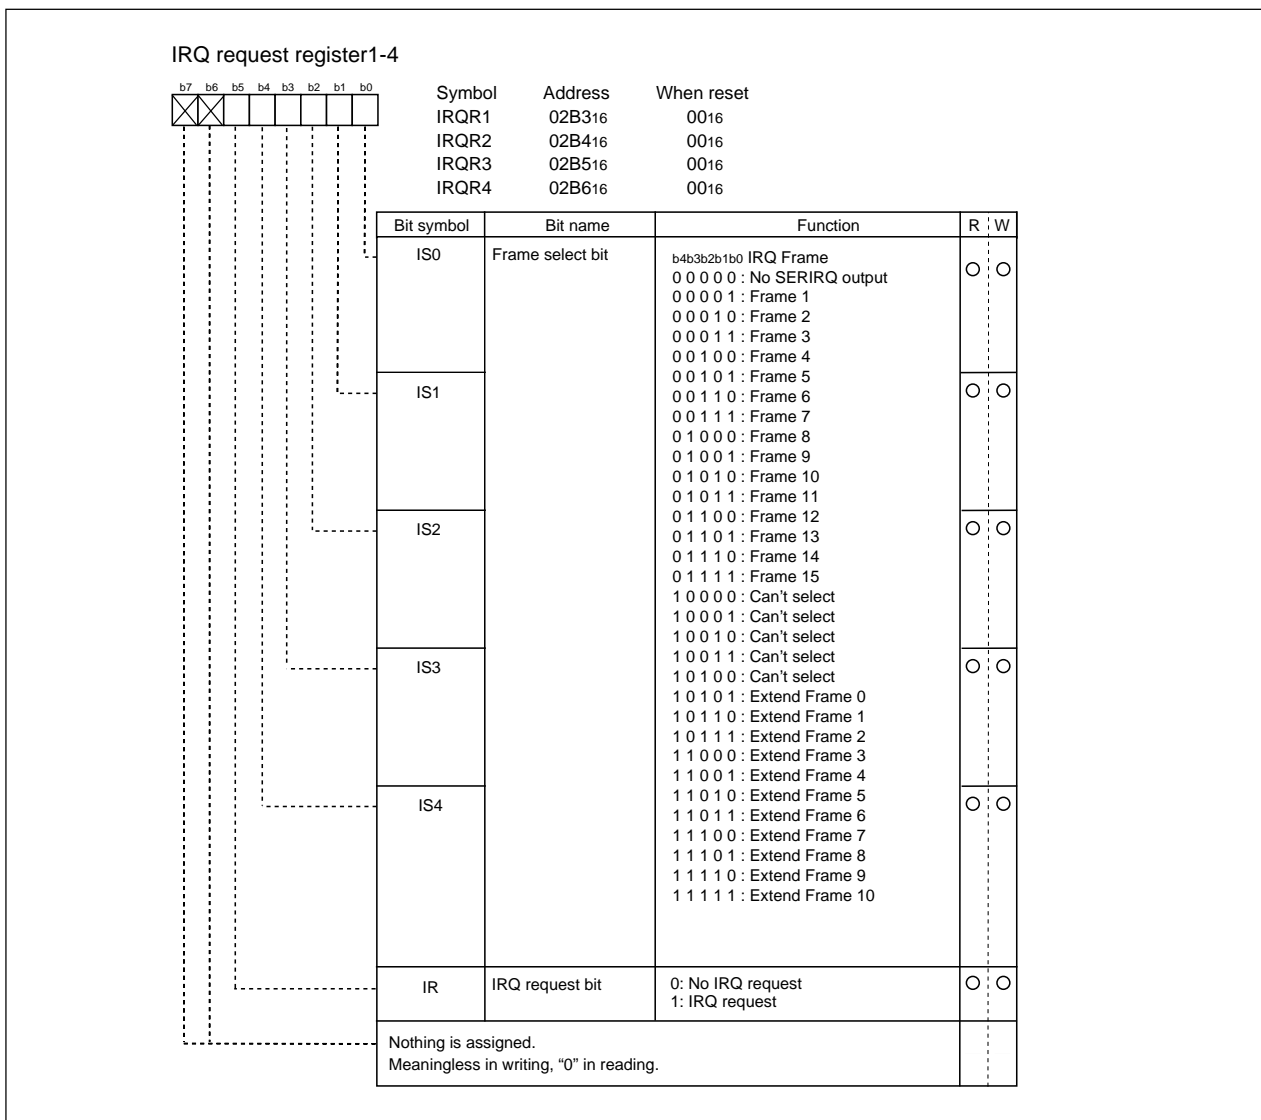 IRQ request register1-4
b7 b6 b5 b4 b3 b2 b1 b0
Symbol Address When reset
IRQR1 02B316 0016
IRQR2 02B416 0016
IRQR3 02B516 0016
IRQR4 02B616 0016
Bit symbol Bit name Function R W
IS0 Frame select bit b4b3b2b1b0 IRQ Frame
0 0 0 0 0 : No SERIRQ output
0 0 0 0 1 : Frame 1
0 0 0 1 0 : Frame 2
0 0 0 1 1 : Frame 3
0 0 1 0 0 : Frame 4
0 0 1 0 1 : Frame 5
IS1
0 0 1 1 0 : Frame 6
0 0 1 1 1 : Frame 7
0 1 0 0 0 : Frame 8
0 1 0 0 1 : Frame 9
0 1 0 1 0 : Frame 10
0 1 0 1 1 : Frame 11
0 1 1 0 0 : Frame 12
IS2
0 1 1 0 1 : Frame 13
0 1 1 1 0 : Frame 14
0 1 1 1 1 : Frame 15
1 0 0 0 0 : Can't select
1 0 0 0 1 : Can't select
1 0 0 1 0 : Can't select
1 0 0 1 1 : Can't select
IS3
1 0 1 0 0 : Can't select
1 0 1 0 1 : Extend Frame 0
1 0 1 1 0 : Extend Frame 1
1 0 1 1 1 : Extend Frame 2
1 1 0 0 0 : Extend Frame 3
1 1 0 0 1 : Extend Frame 4
1 1 0 1 0 : Extend Frame 5
IS4
1 1 0 1 1 : Extend Frame 6
1 1 1 0 0 : Extend Frame 7
1 1 1 0 1 : Extend Frame 8
1 1 1 1 0 : Extend Frame 9
1 1 1 1 1 : Extend Frame 10
IR IRQ request bit 0: No IRQ request
1: IRQ request
Nothing is assigned.
Meaningless in writing, “0” in reading.